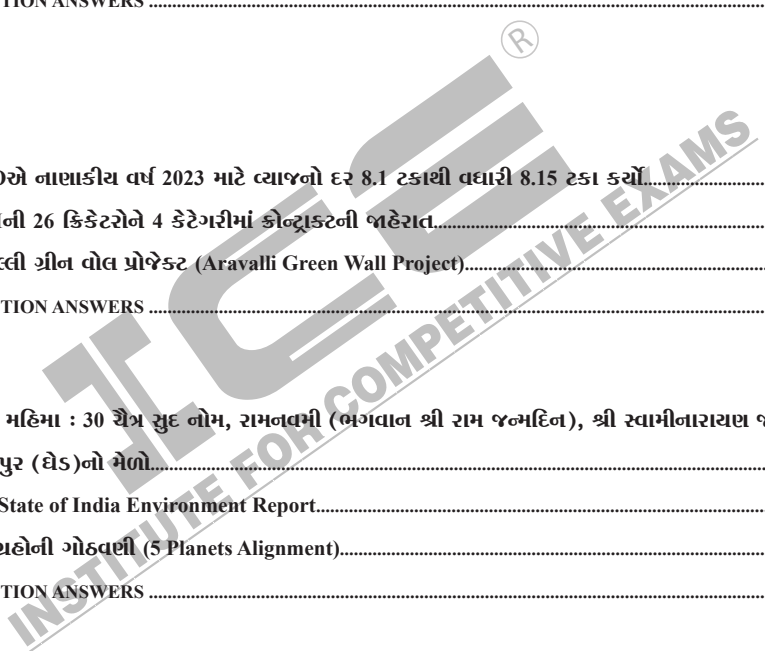 TION ANSWERS
નાણાકીય વર્ષ 2023 માટે વ્યાજનો દર 8.1 ટકાથી વધારી 8.15 ટકા કર્યો
26 ક્રિકેટરોને 4 કેટેગરીમાં કોન્ટ્રાક્ટની જાહેરાત
ગ્રીન વોલ પ્રોજેક્ટ (Aravalli Green Wall Project)
TION ANSWERS
મહિમા : 30 ચૈત્ર સુદ નોમ, રામનવમી (ભગવાન શ્રી રામ જન્મદિન), શ્રી સ્વામીનારાયણ
પુર (ઘેડ)નો મેળો
State of India Environment Report
ગોઠવણી (5 Planets Alignment)
TION ANSWERS
ICE ®
INSTITUTE FOR COMPETITIVE EXAMS